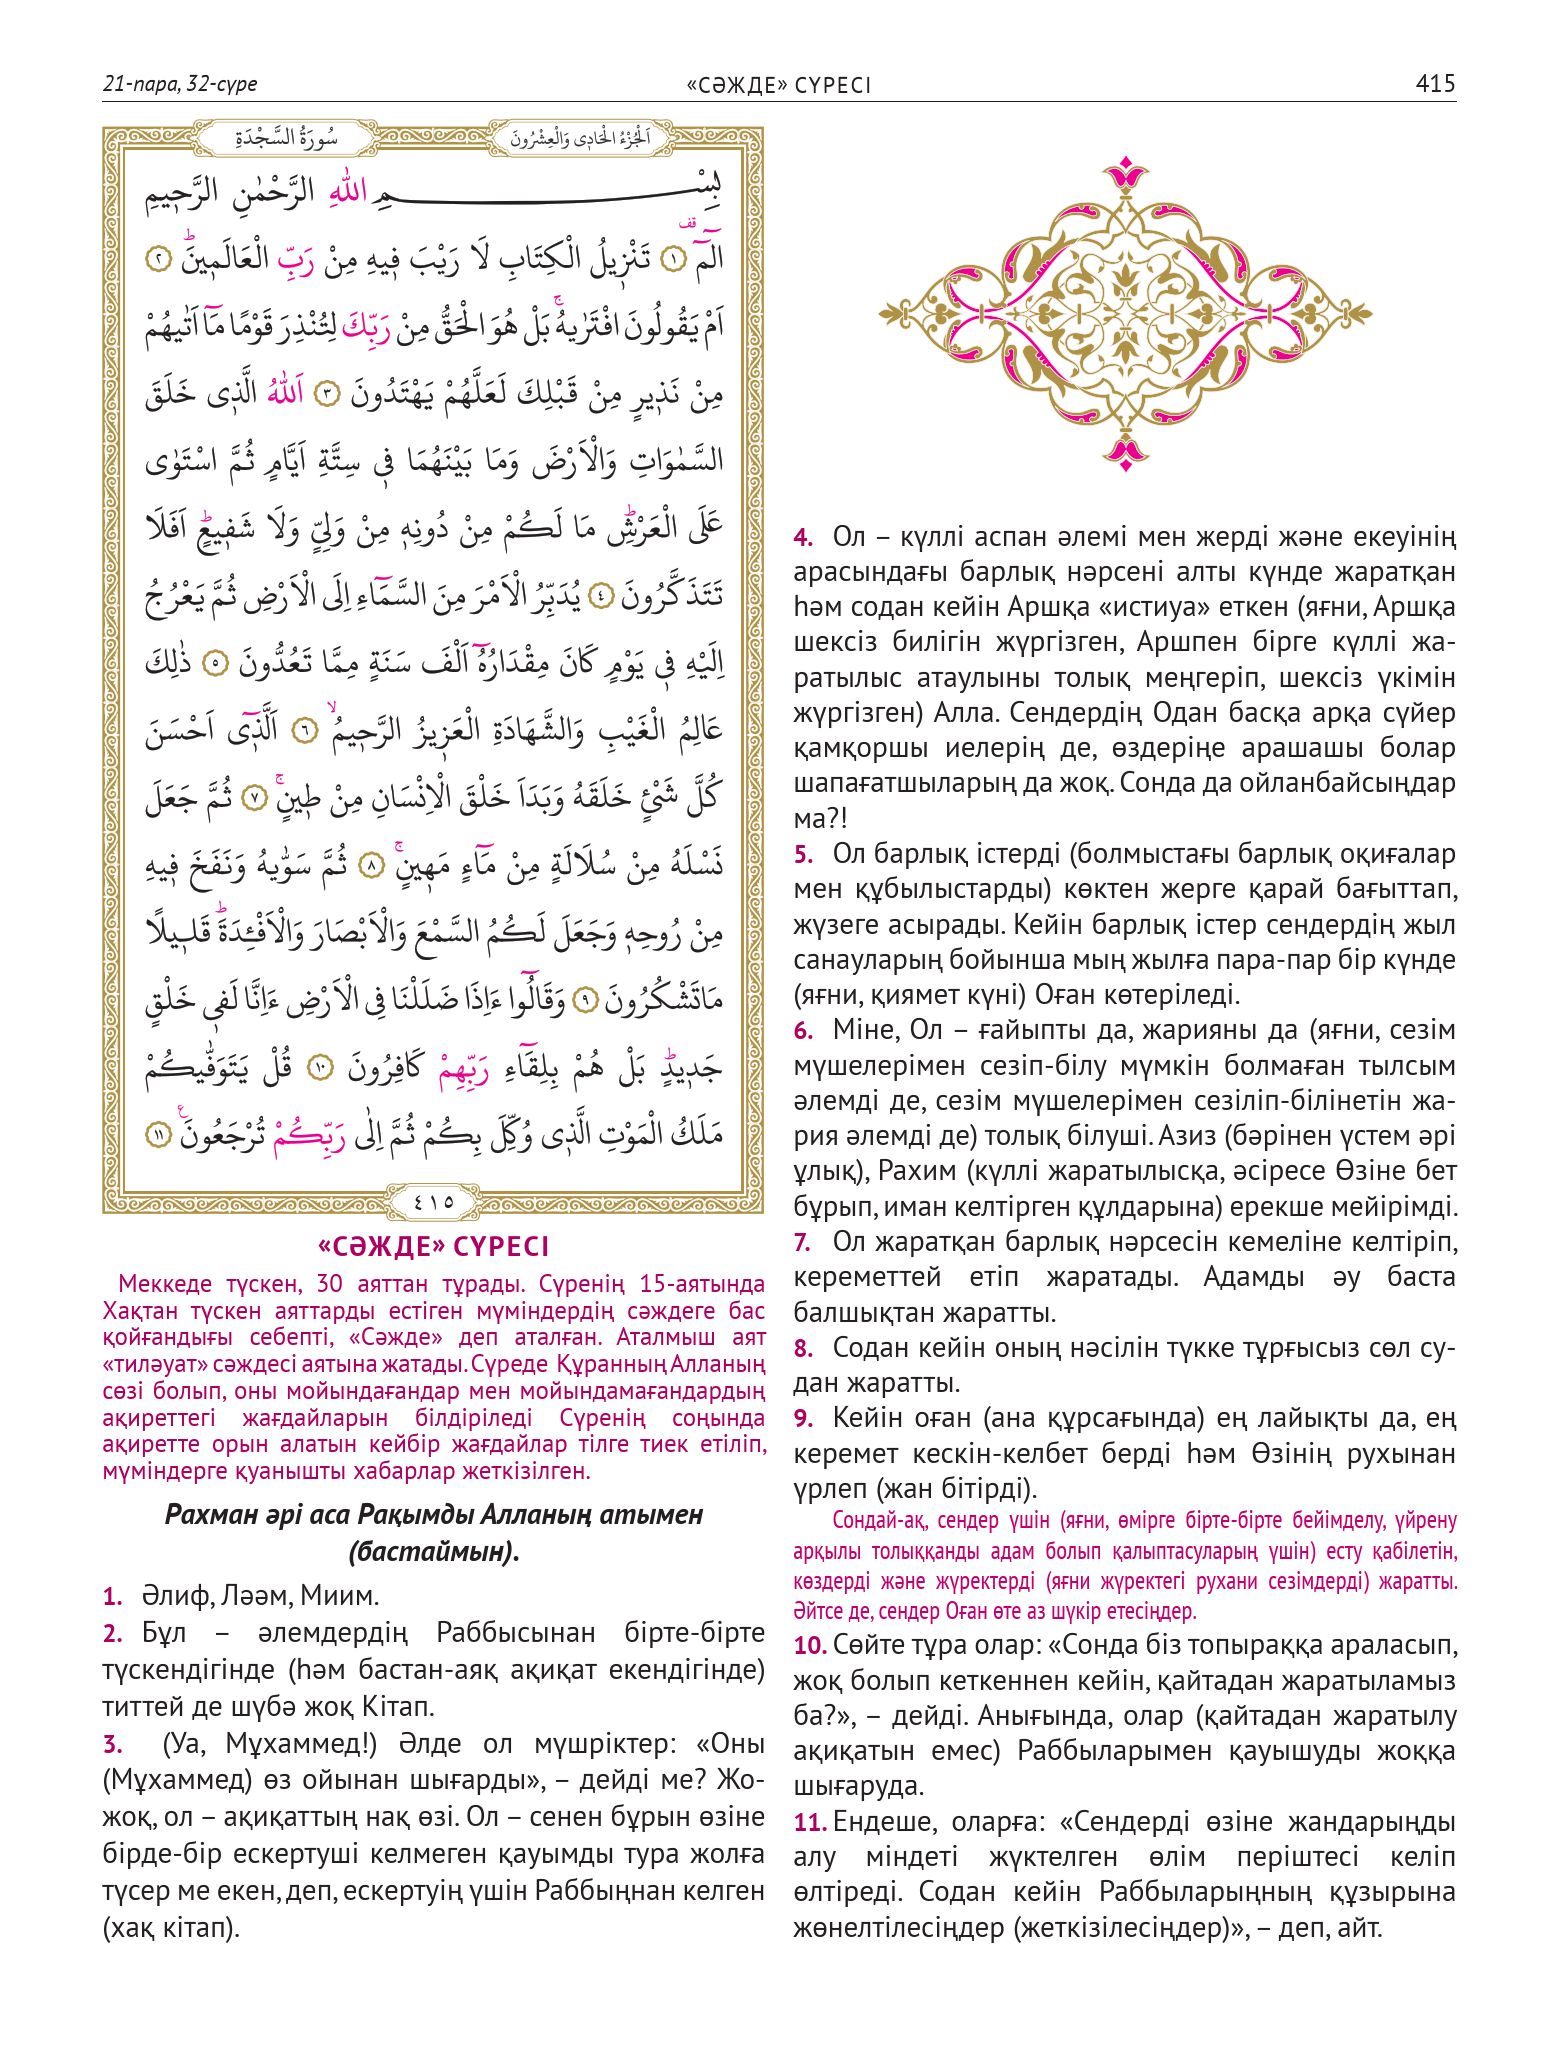 21-пара, 32-сүре
«СӘЖДЕ» СҮРЕСІ
415
سُورَةُ السَّجْدَةِ
اَلْجُزْءُ الْحَادٖى وَالْعِشْرُونَ
بِسْمِ اللّٰهِ الرَّحْمٰنِ الرَّحٖيمِ
الٓمٓ ۚ ﴿١﴾ تَنْزٖيلُ الْكِتَابِ لَا رَيْبَ فٖيهِ مِنْ رَبِّ الْعَالَمٖينَؕ ﴿٢﴾
اَمْ يَقُولُونَ افْتَرٰيهُۚ بَلْ هُوَ الْحَقُّ مِنْ رَبِّكَ لِتُنْذِرَ قَوْمًا مَٓا اَتٰيهُمْ
مِنْ نَذٖيرٍ مِنْ قَبْلِكَ لَعَلَّهُمْ يَهْتَدُونَ ﴿٣﴾ اَللّٰهُ الَّذٖى خَلَقَ
السَّمٰوَاتِ وَالْاَرْضَ وَمَا بَيْنَهُمَا فٖى سِتَّةِ اَيَّامٍ ثُمَّ اسْتَوٰى
عَلَى الْعَرْشِؕ مَا لَكُمْ مِنْ دُونِهٖ مِنْ وَلِىٍّ وَلَا شَفٖيعٍؕ اَفَلَا
تَتَذَكَّرُونَ ﴿٤﴾ يُدَبِّرُ الْاَمْرَ مِنَ السَّمَٓاءِ اِلَى الْاَرْضِ ثُمَّ يَعْرُجُ
اِلَيْهِ فٖى يَوْمٍ كَانَ مِقْدَارُهُٓ اَلْفَ سَنَةٍ مِمَّا تَعُدُّونَ ﴿٥﴾ ذٰلِكَ
عَالِمُ الْغَيْبِ وَالشَّهَادَةِ الْعَزٖيزُ الرَّحٖيمُۙ ﴿٦﴾ اَلَّذٖٓى اَحْسَنَ
كُلَّ شَیْءٍ خَلَقَهُ وَبَدَاَ خَلْقَ الْاِنْسَانِ مِنْ طٖينٍۚ ﴿٧﴾ ثُمَّ جَعَلَ
نَسْلَهُ مِنْ سُلَالَةٍ مِنْ مَٓاءٍ مَهٖينٍۚ ﴿٨﴾ ثُمَّ سَوّٰيهُ وَنَفَخَ فٖيهِ
مِنْ رُوحِهٖ وَجَعَلَ لَكُمُ السَّمْعَ وَالْاَبْصَارَ وَالْاَفْـِٔدَةَؕ قَلٖيلًا
مَاتَشْكُرُونَ ﴿٩﴾ وَقَالُٓوا ءَاِذَا ضَلَلْنَا فِى الْاَرْضِ ءَاِنَّا لَفٖى خَلْقٍ
جَدٖيدٍؕ بَلْ هُمْ بِلِقَٓاءِ رَبِّهِمْ كَافِرُونَ ﴿١٠﴾ قُلْ يَتَوَفّٰيكُمْ
مَلَكُ الْمَوْتِ الَّذٖى وُكِّلَ بِكُمْ ثُمَّ اِلٰى رَبِّكُمْ تُرْجَعُونَ ﴿١١﴾
٤١٥
«СӘЖДЕ» СҮРЕСІ
Меккеде түскен, 30 аяттан тұрады. Сүренің 15-аятында
Хақтан түскен аяттарды естіген мүміндердің сәждеге бас
қойғандығы себепті, «Сәжде» деп аталған. Аталмыш аят
«тиләуат» сәждесі аятына жатады. Сүреде Құранның Алланың
сөзі болып, оны мойындағандар мен мойындамағандардың
ақиреттегі жағдайларын білдіріледі Сүренің соңында
ақиретте орын алатын кейбір жағдайлар тілге тиек етіліп,
мүміндерге қуанышты хабарлар жеткізілген.
Рахман әрі аса Рақымды Алланың атымен
(бастаймын).
1. Әлиф, Ләәм, Миим.
2. Бұл – әлемдердің Раббысынан бірте-бірте
түскендігінде (һәм бастан-аяқ ақиқат екендігінде)
титтей де шүбә жоқ Кітап.
3. (Уа, Мұхаммед!) Әлде ол мүшріктер: «Оны
(Мұхаммед) өз ойынан шығарды», – дейді ме? Жо-
жоқ, ол – ақиқаттың нақ өзі. Ол – сенен бұрын өзіне
бірде-бір ескертуші келмеген қауымды тура жолға
түсер ме екен, деп, ескертуің үшін Раббыңнан келген
(хақ кітап).
4. Ол – күллі аспан әлемі мен жерді және екеуінің
арасындағы барлық нәрсені алты күнде жаратқан
һәм содан кейін Аршқа «истиуа» еткен (яғни, Аршқа
шексіз билігін жүргізген, Аршпен бірге күллі жа-
ратылыс атаулыны толық меңгеріп, шексіз үкімін
жүргізген) Алла. Сендердің Одан басқа арқа сүйер
қамқоршы иелерің де, өздеріңе арашашы болар
шапағатшыларың да жоқ. Сонда да ойланбайсыңдар
ма?!
5. Ол барлық істерді (болмыстағы барлық оқиғалар
мен құбылыстарды) көктен жерге қарай бағыттап,
жүзеге асырады. Кейін барлық істер сендердің жыл
санауларың бойынша мың жылға пара-пар бір күнде
(яғни, қиямет күні) Оған көтеріледі.
6. Міне, Ол – ғайыпты да, жарияны да (яғни, сезім
мүшелерімен сезіп-білу мүмкін болмаған тылсым
әлемді де, сезім мүшелерімен сезіліп-білінетін жа-
рия әлемді де) толық білуші. Азиз (бәрінен үстем әрі
ұлық), Рахим (күллі жаратылысқа, әсіресе Өзіне бет
бұрып, иман келтірген құлдарына) ерекше мейірімді.
7. Ол жаратқан барлық нәрсесін кемеліне келтіріп,
кереметтей етіп жаратады. Адамды әу баста
балшықтан жаратты.
8. Содан кейін оның нәсілін түкке тұрғысыз сөл су-
дан жаратты.
9. Кейін оған (ана құрсағында) ең лайықты да, ең
керемет кескін-келбет берді һәм Өзінің рухынан
үрлеп (жан бітірді).
Сондай-ақ, сендер үшін (яғни, өмірге бірте-бірте бейімделу, үйрену
арқылы толыққанды адам болып қалыптасуларың үшін) есту қабілетін,
көздерді және жүректерді (яғни жүректегі рухани сезімдерді) жаратты.
Әйтсе де, сендер Оған өте аз шүкір етесіңдер.
10. Сөйте тұра олар: «Сонда біз топыраққа араласып,
жоқ болып кеткеннен кейін, қайтадан жаратыламыз
ба?», – дейді. Анығында, олар (қайтадан жаратылу
ақиқатын емес) Раббыларымен қауышуды жоққа
шығаруда.
11. Ендеше, оларға: «Сендерді өзіне жандарыңды
алу міндеті жүктелген өлім періштесі келіп
өлтіреді. Содан кейін Раббыларыңның құзырына
жөнелтілесіңдер (жеткізілесіңдер)», – деп, айт.